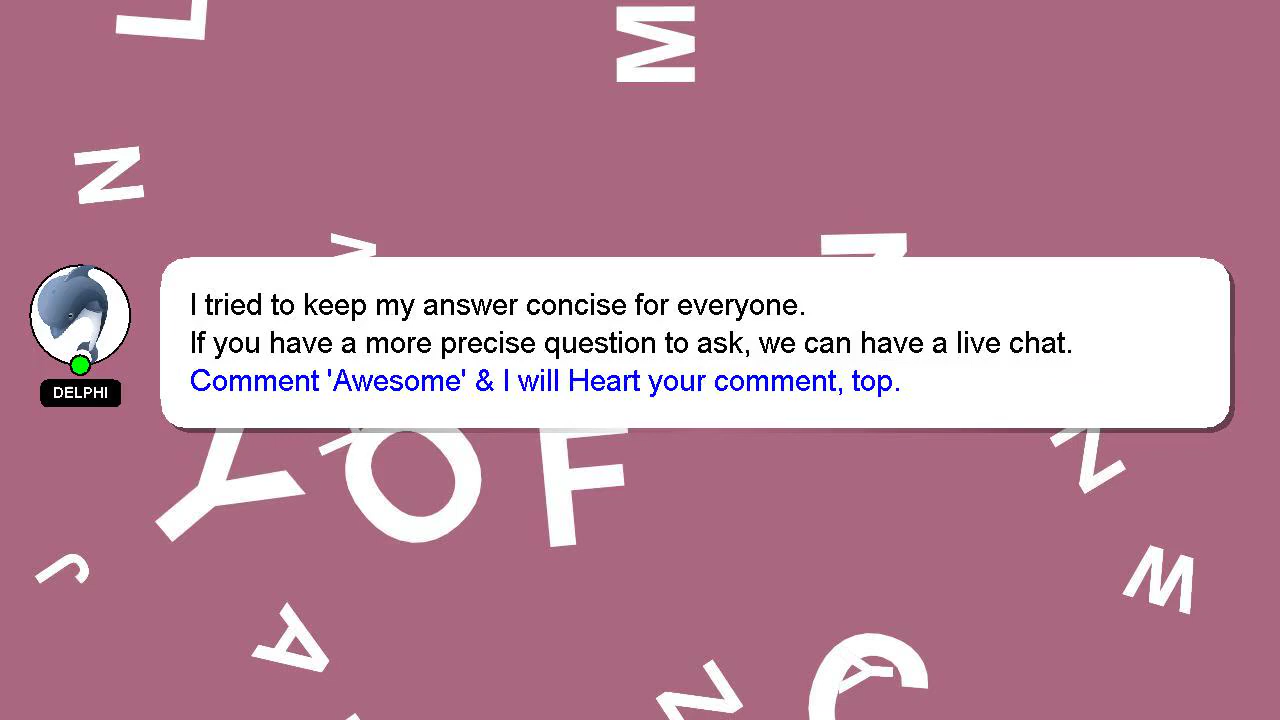 L
M
N
I tried to keep my answer concise for everyone.
If you have a more precise question to ask, we can have a live chat.
Comment 'Awesome' & I will Heart your comment, top.
DELPHI
Y
O
F
Z
J
W
A
N
C
A